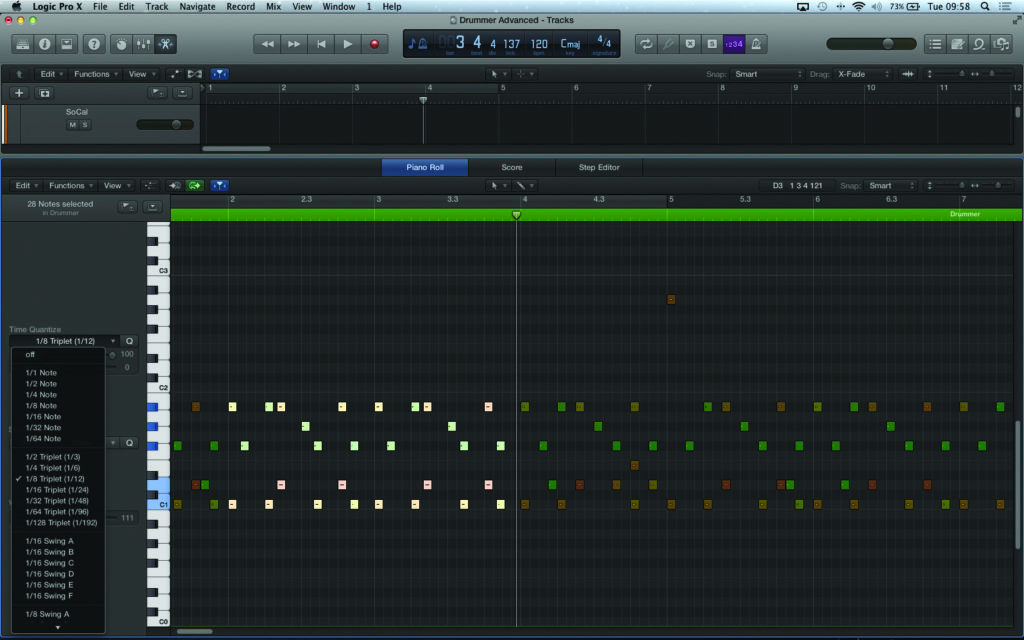 Logic Pro X File Edit Track Navigate Record Mix View Window 1 Help 73% Tue 09:58
Drummer Advanced - Tracks
3 4 4 137 120 Cmaj 4/4
bar beat div tick bpm key signature
1234
Edit Functions View Snap: Smart Drag: X-Fade
1 2 3 4 5 6 7 8 9 10 11 12
SoCal
M S
Piano Roll Score Step Editor
Edit Functions View D3 1 3 4 121 Snap: Smart
28 Notes selected
in Drummer
2 2.3 3 3.3 4 4.3 5 5.3 6 6.3 7
Drummer
C3
Time Quantize
1/8 Triplet (1/12) Q
off 100
0
1/1 Note
1/2 Note
C2
1/4 Note
1/8 Note
1/16 Note
1/32 Note
1/64 Note
Q
1/2 Triplet (1/3)
1/4 Triplet (1/6)
✓ 1/8 Triplet (1/12)
1/16 Triplet (1/24)
1/32 Triplet (1/48)
C1
1/64 Triplet (1/96)
111
1/128 Triplet (1/192)
1/16 Swing A
1/16 Swing B
1/16 Swing C
1/16 Swing D
1/16 Swing E
1/16 Swing F
1/8 Swing A
C0